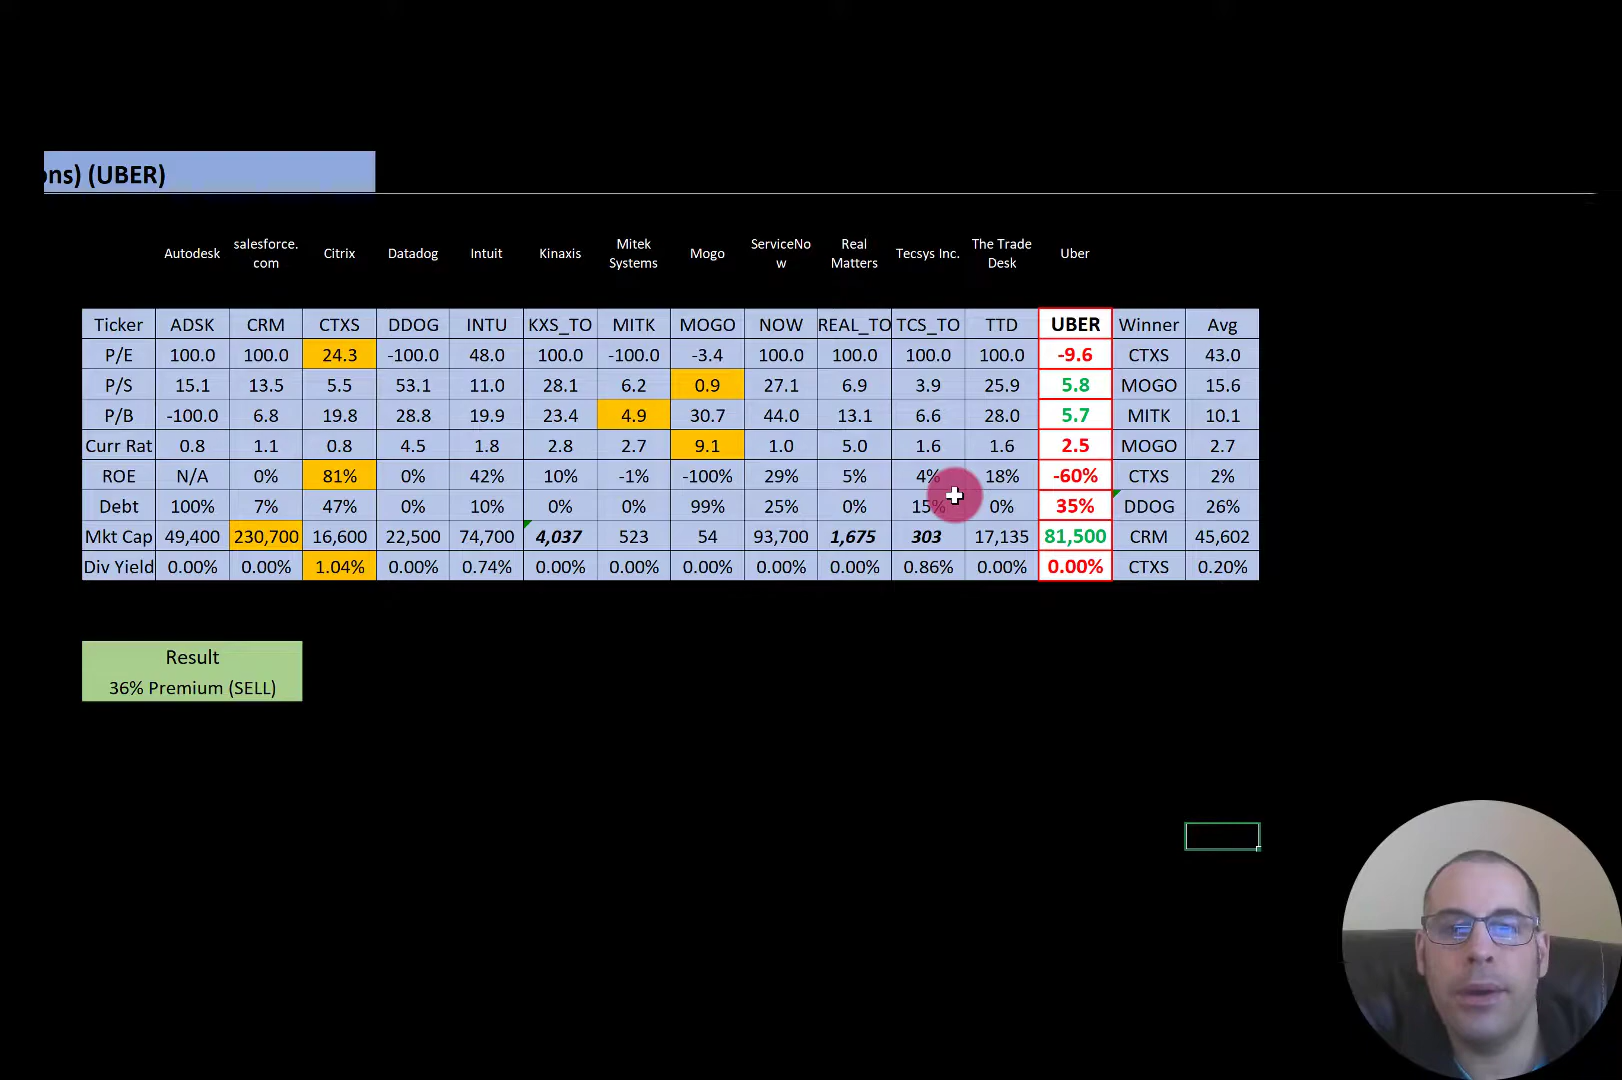 ons) (UBER)
Autodesk salesforce. com Citrix Datadog Intuit Kinaxis Mitek Systems Mogo ServiceNo w Real Matters Tecsys Inc. The Trade Desk Uber
Ticker ADSK CRM CTXS DDOG INTU KXS_TO MITK MOGO NOW REAL_TO TCS_TO TTD UBER Winner Avg
P/E 100.0 100.0 24.3 -100.0 48.0 100.0 -100.0 -3.4 100.0 100.0 100.0 100.0 -9.6 CTXS 43.0
P/S 15.1 13.5 5.5 53.1 11.0 28.1 6.2 0.9 27.1 6.9 3.9 25.9 5.8 MOGO 15.6
P/B -100.0 6.8 19.8 28.8 19.9 23.4 4.9 30.7 44.0 13.1 6.6 28.0 5.7 MITK 10.1
Curr Rat 0.8 1.1 0.8 4.5 1.8 2.8 2.7 9.1 1.0 5.0 1.6 1.6 2.5 MOGO 2.7
ROE N/A 0% 81% 0% 42% 10% -1% -100% 29% 5% 4% 18% -60% CTXS 2%
Debt 100% 7% 47% 0% 10% 0% 0% 99% 25% 0% 15% 0% 35% DDOG 26%
Mkt Cap 49,400 230,700 16,600 22,500 74,700 4,037 523 54 93,700 1,675 303 17,135 81,500 CRM 45,602
Div Yield 0.00% 0.00% 1.04% 0.00% 0.74% 0.00% 0.00% 0.00% 0.00% 0.00% 0.86% 0.00% 0.00% CTXS 0.20%
Result
36% Premium (SELL)